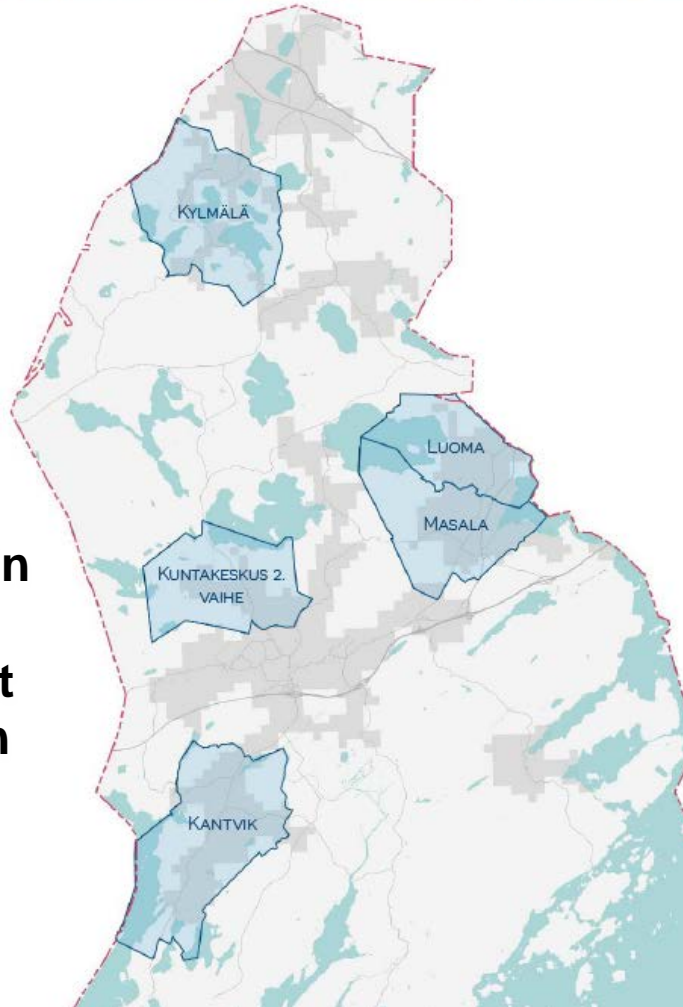 KYLMÄLÄ
LUOMA
MASALA
n
KUNTAKESKUS 2.
VAIHE
t
n
KANTVIK